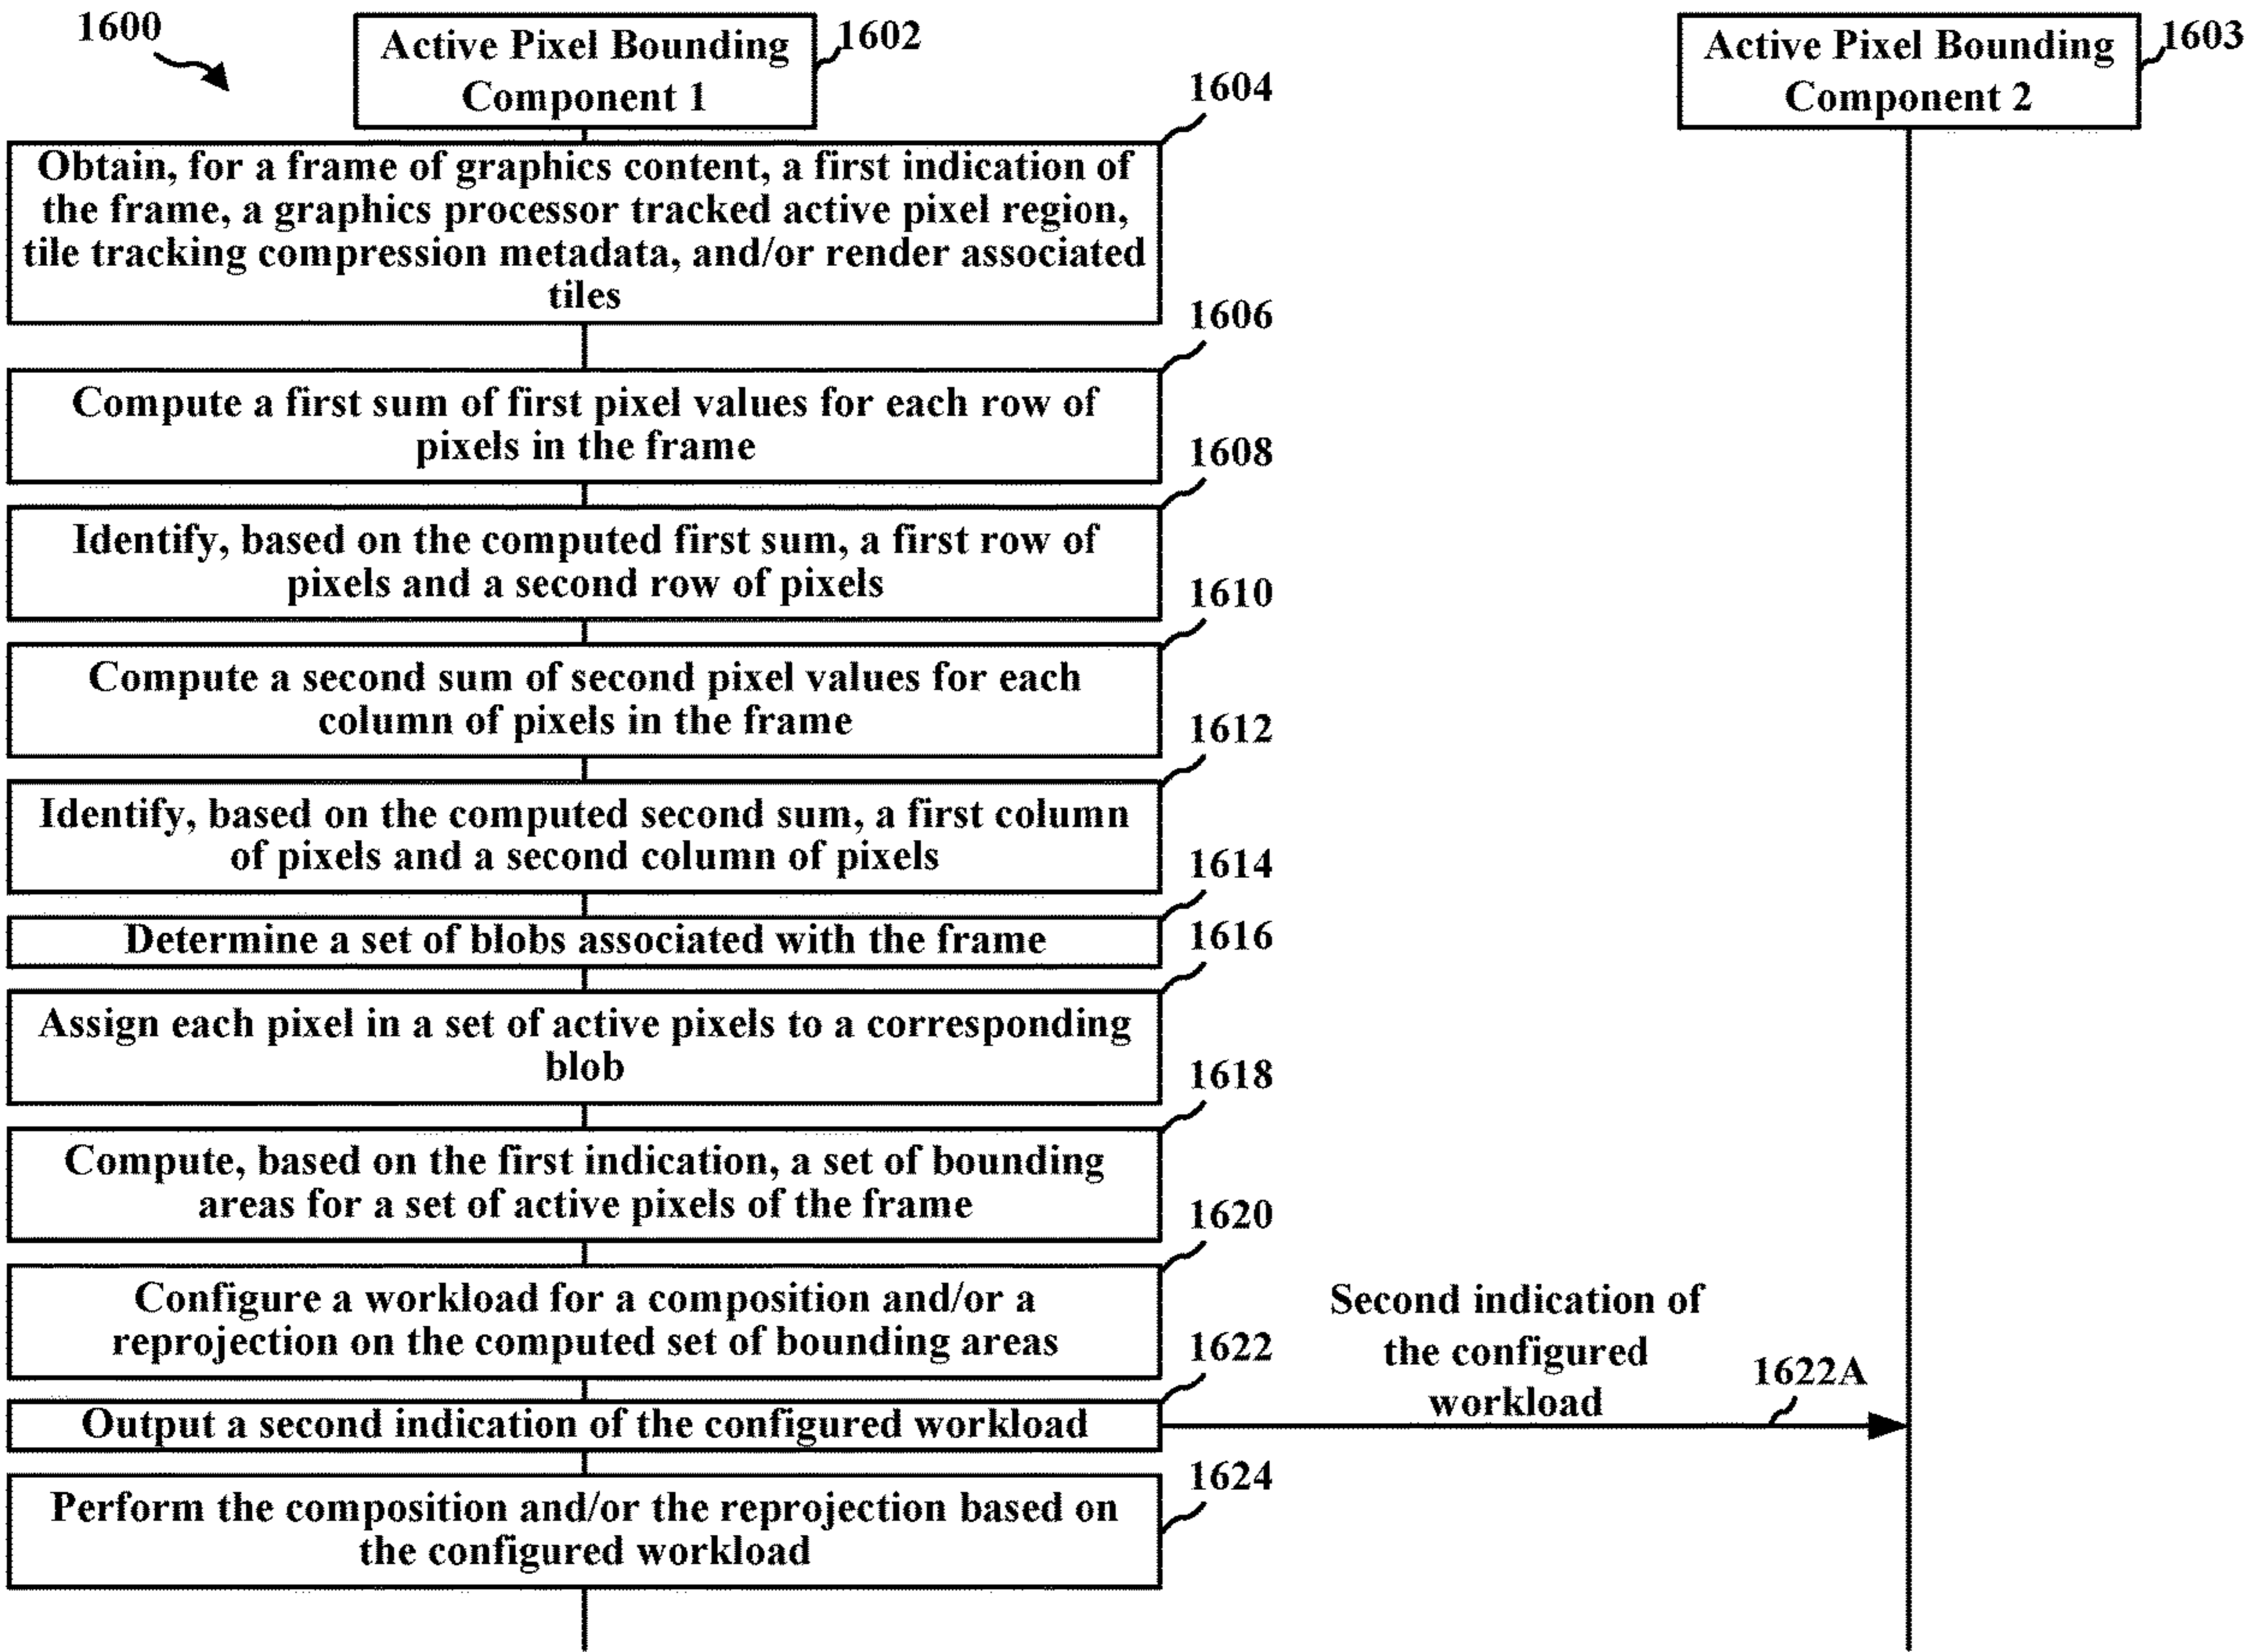 1600
Active Pixel Bounding
Component 1
1602
Active Pixel Bounding
Component 2
1603
1604
Obtain, for a frame of graphics content, a first indication of
the frame, a graphics processor tracked active pixel region,
tile tracking compression metadata, and/or render associated
tiles
1606
Compute a first sum of first pixel values for each row of
pixels in the frame
1608
Identify, based on the computed first sum, a first row of
pixels and a second row of pixels
1610
Compute a second sum of second pixel values for each
column of pixels in the frame
1612
Identify, based on the computed second sum, a first column
of pixels and a second column of pixels
1614
Determine a set of blobs associated with the frame
1616
Assign each pixel in a set of active pixels to a corresponding
blob
1618
Compute, based on the first indication, a set of bounding
areas for a set of active pixels of the frame
1620
Configure a workload for a composition and/or a
reprojection on the computed set of bounding areas
1622
Output a second indication of the configured workload
Second indication of
the configured
workload
1622A
1624
Perform the composition and/or the reprojection based on
the configured workload